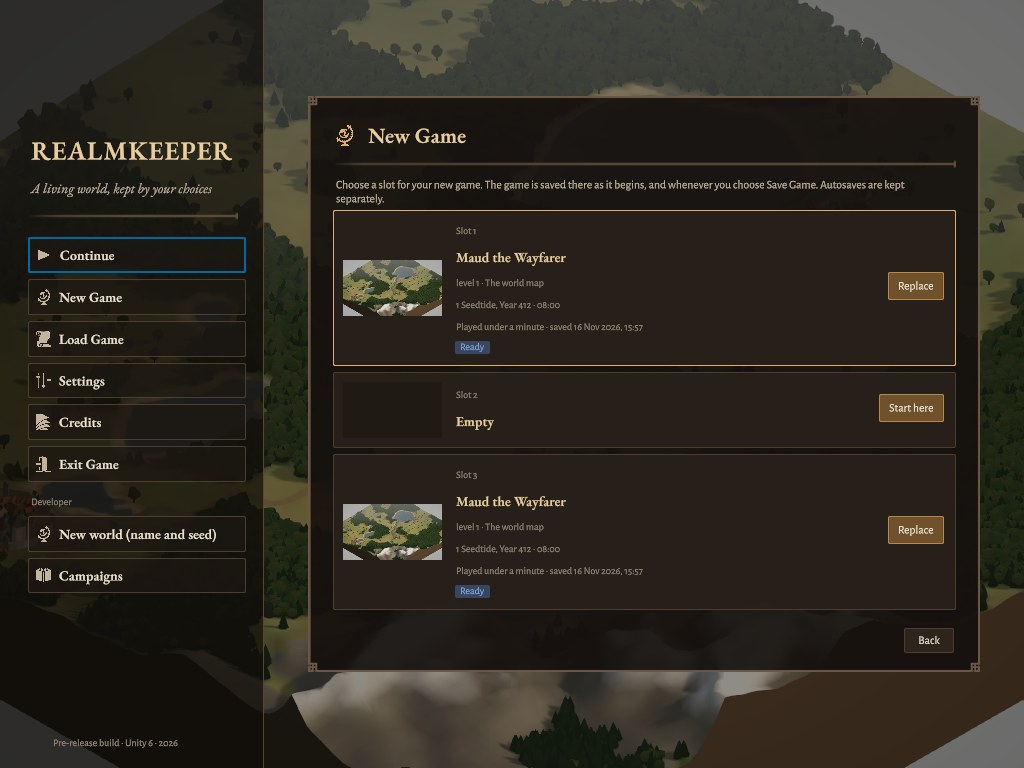 REALMKEEPER
A living world, kept by your choices
Continue
New Game
Load Game
Settings
Credits
Exit Game
Developer
New world (name and seed)
Campaigns
Pre-release build · Unity 6 · 2026
New Game
Choose a slot for your new game. The game is saved there as it begins, and whenever you choose Save Game. Autosaves are kept
separately.
Slot 1
Maud the Wayfarer
level 1 · The world map
1 Seedtide, Year 412 · 08:00
Played under a minute · saved 16 Nov 2026, 15:57
Ready
Replace
Slot 2
Empty
Start here
Slot 3
Maud the Wayfarer
level 1 · The world map
1 Seedtide, Year 412 · 08:00
Played under a minute · saved 16 Nov 2026, 15:57
Ready
Replace
Back